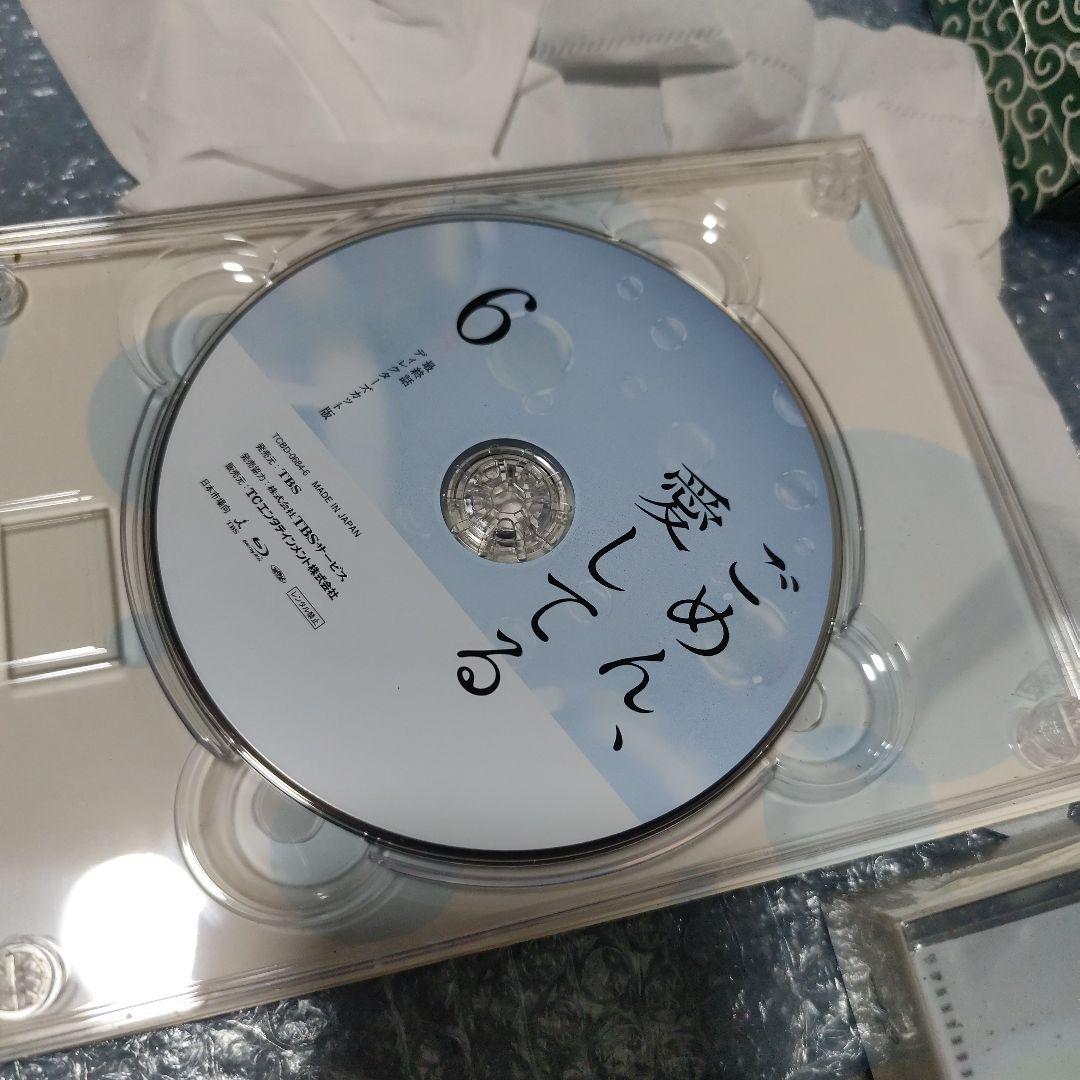 ごめん、
愛してる
6
最終話
ディレクターズカット版
TCBD-0684-6 MADE IN JAPAN
発売元：TBS
発売協力：株式会社TBSサービス
販売元：TCエンタテインメント株式会社
日本市場向
TBS
レンタル禁止